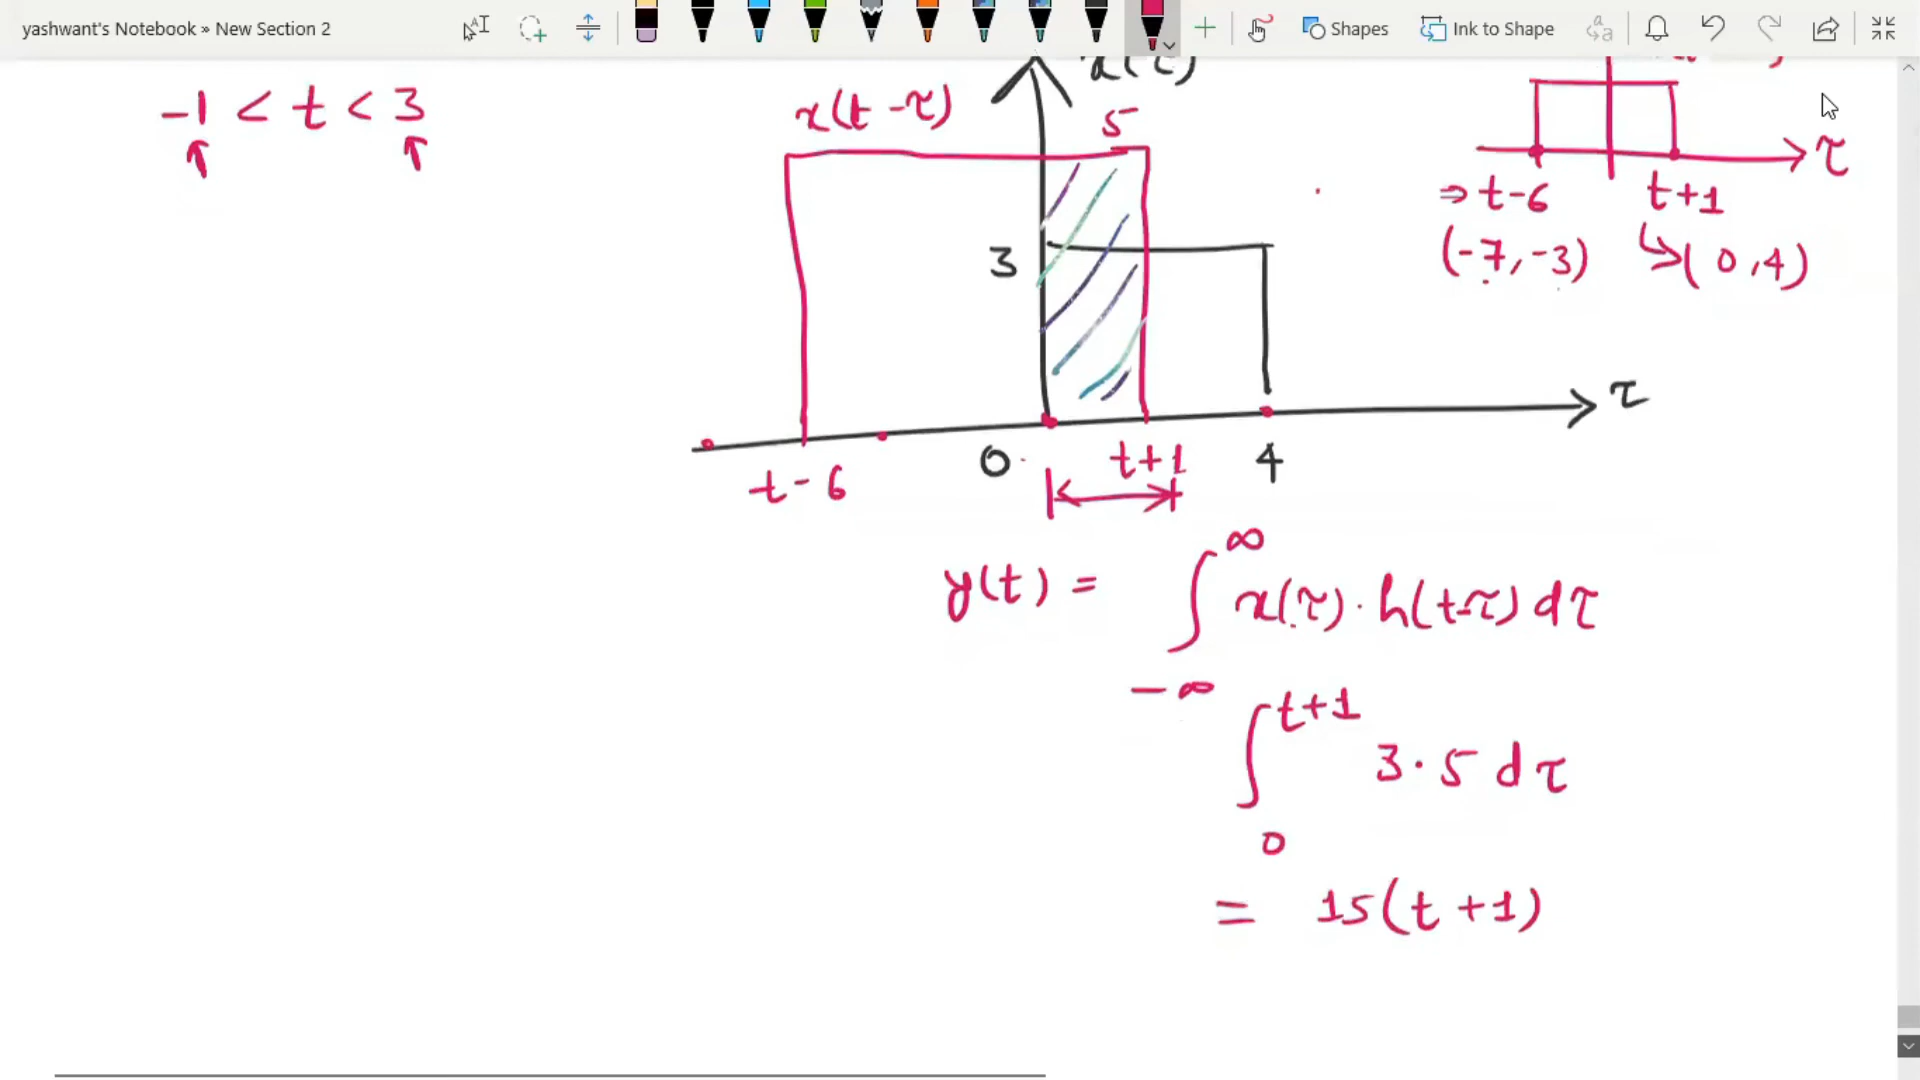 yashwant's Notebook » New Section 2
Shapes
Ink to Shape
x(τ)
-1 < t < 3
x(t-τ)
5
τ
⇒ t-6
t+1
3
(-7,-3)
↳(0,4)
τ
0
t+1
4
t-6
y(t) = ∫ x(τ)·h(t-τ)dτ
∞
-∞
∫ 3·5 dτ
t+1
0
= 15(t+1)